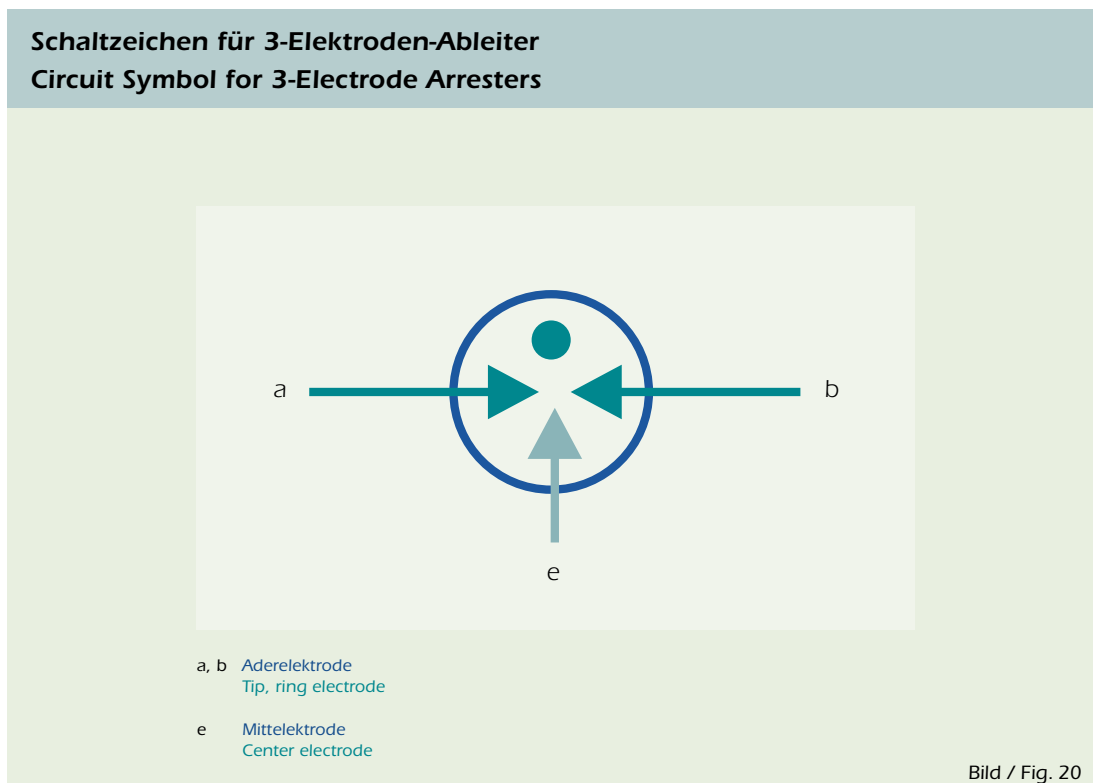 Schaltzeichen für 3-Elektroden-Ableiter
Circuit Symbol for 3-Electrode Arresters
a
b
e
a, b Aderelektrode
Tip, ring electrode
e Mittelektrode
Center electrode
Bild / Fig. 20